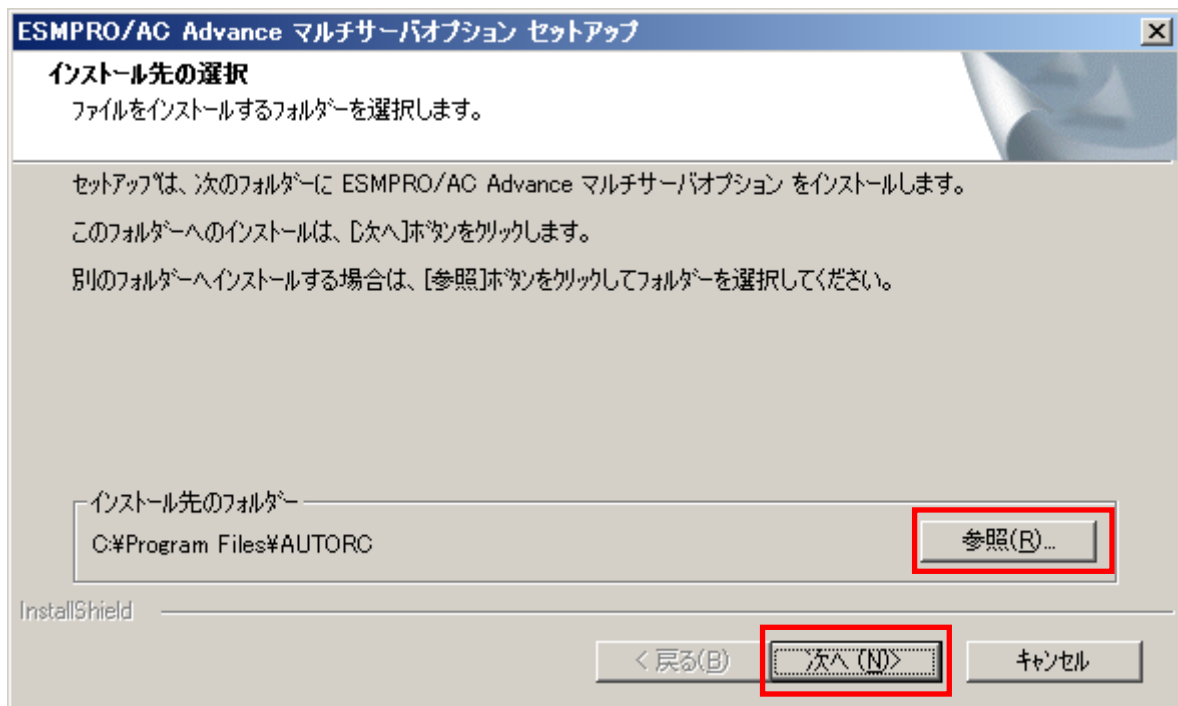 ESMPRO/AC Advance マルチサーバオプション セットアップ
インストール先の選択
ファイルをインストールするフォルダーを選択します。
セットアップは、次のフォルダーに ESMPRO/AC Advance マルチサーバオプション をインストールします。
このフォルダーへのインストールは、[次へ]ボタンをクリックします。
別のフォルダーへインストールする場合は、[参照]ボタンをクリックしてフォルダーを選択してください。
インストール先のフォルダー
C:¥Program Files¥AUTORC
参照(R)...
InstallShield
< 戻る(B)
次へ (N)>
キャンセル